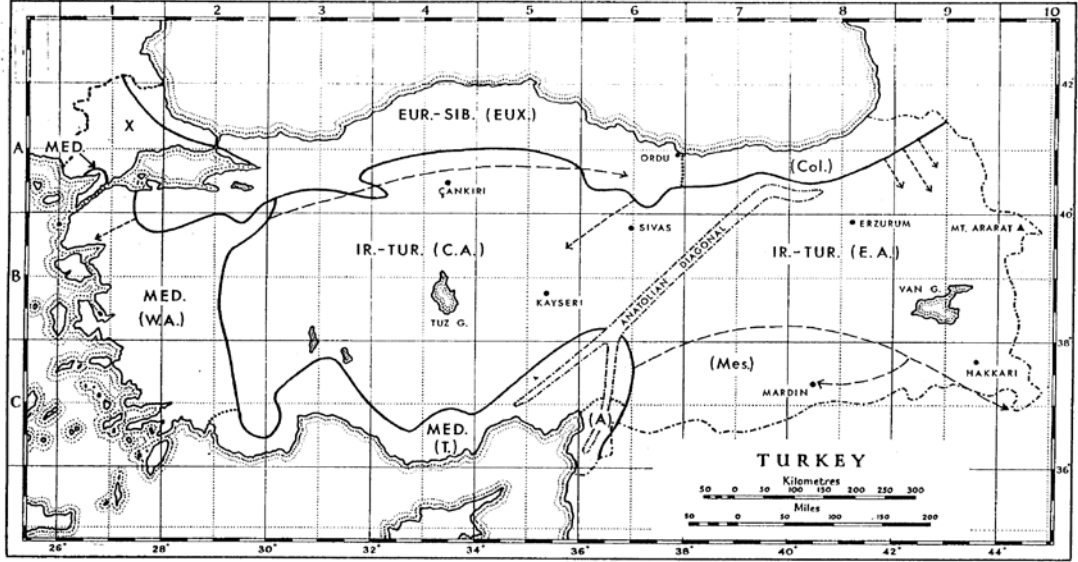 1 2 3 4 5 6 7 8 9 10
42
X
EUR.-SIB. (EUX.)
A
MED.
ORDU
(Col.)
ÇANKIRI
40
SIVAS
ERZURUM
MT. ARARAT
IR.-TUR. (C.A.)
ANATOLIAN DIAGONAL
IR.-TUR. (E.A.)
B
MED.
(W.A.)
KAYSERI
VAN G.
TUZ G.
38
(Mes.)
HAKKARI
MARDIN
C
MED.
(T.)
(A)
TURKEY
36°
Kilometres
50 0 50 100 150 200 250 300
Miles
50 0 50 100 150 200
26° 28° 30° 32° 34° 36° 38° 40° 42° 44°